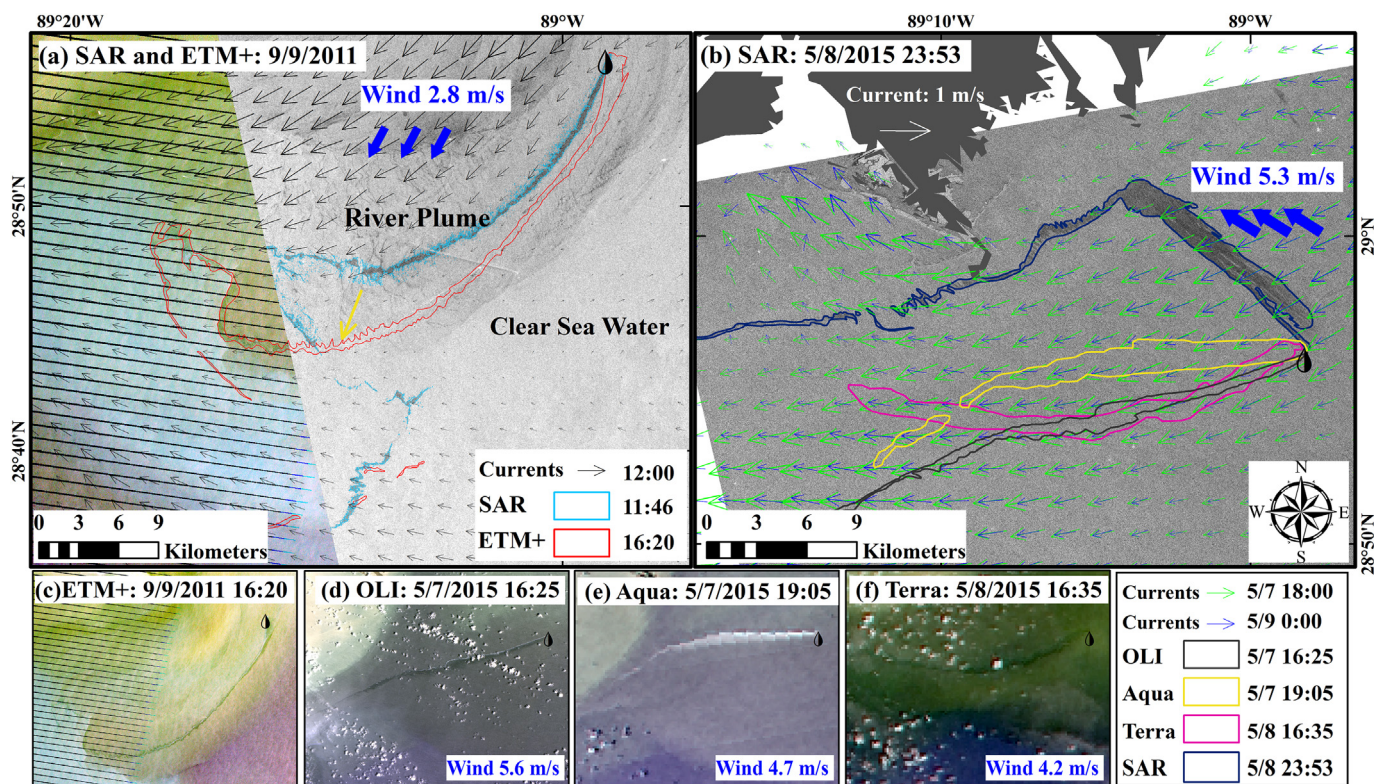 89°20'W
89°W
89°10'W
89°W
(a) SAR and ETM+: 9/9/2011
Wind 2.8 m/s
River Plume
Clear Sea Water
28°50'N
28°40'N
Currents 12:00
SAR 11:46
ETM+ 16:20
0 3 6 9
Kilometers
(b) SAR: 5/8/2015 23:53
Current: 1 m/s
Wind 5.3 m/s
29°N
28°50'N
N
W E
S
0 3 6 9
Kilometers
(c)ETM+: 9/9/2011 16:20
(d) OLI: 5/7/2015 16:25
Wind 5.6 m/s
(e) Aqua: 5/7/2015 19:05
Wind 4.7 m/s
(f) Terra: 5/8/2015 16:35
Wind 4.2 m/s
Currents 5/7 18:00
Currents 5/9 0:00
OLI 5/7 16:25
Aqua 5/7 19:05
Terra 5/8 16:35
SAR 5/8 23:53